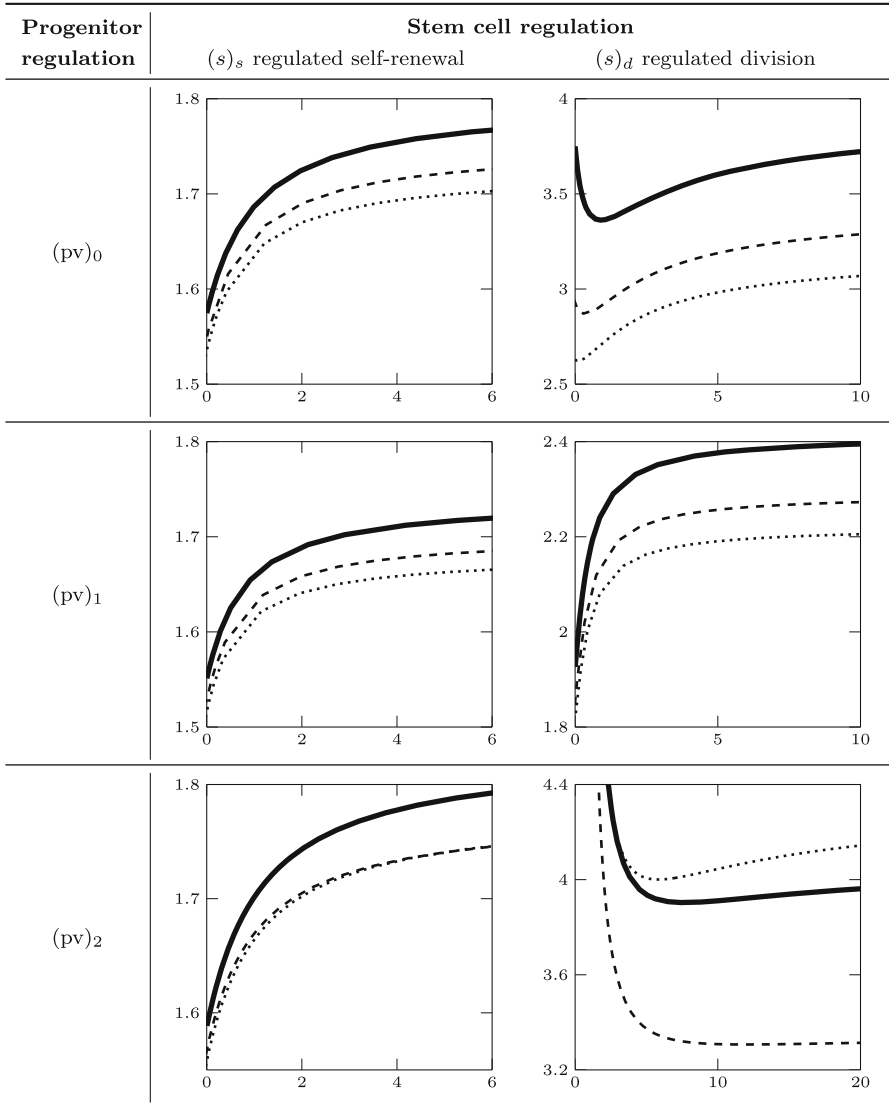 Progenitor Stem cell regulation
regulation (s)s regulated self-renewal (s)d regulated division
1.8
1.7
1.6
1.5
0 2 4 6
4
3.5
3
2.5
0 5 10
(pv)0
1.8
1.7
1.6
1.5
0 2 4 6
2.4
2.2
2
1.8
0 5 10
(pv)1
1.8
1.7
1.6
0 2 4 6
4.4
4
3.6
3.2
0 10 20
(pv)2